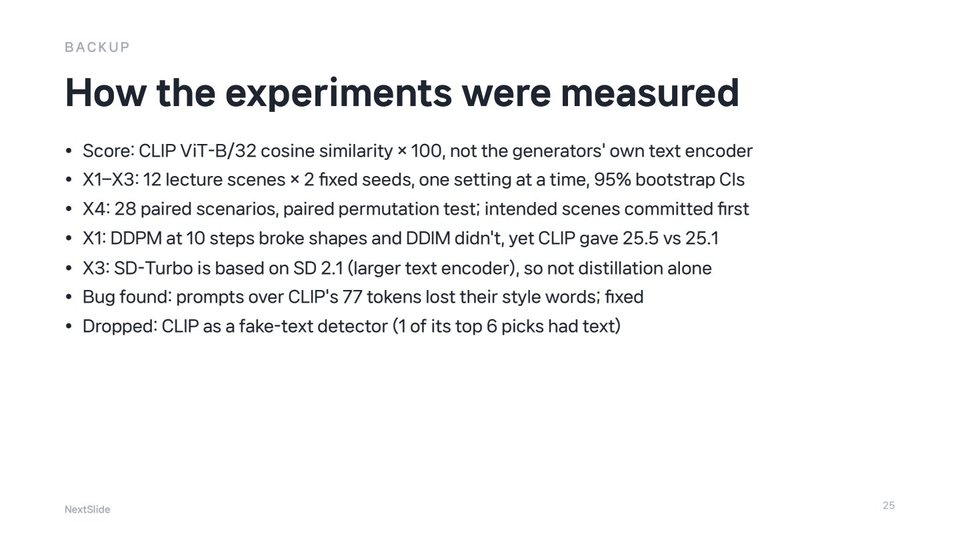 BACKUP
How the experiments were measured
• Score: CLIP ViT-B/32 cosine similarity × 100, not the generators' own text encoder
• X1–X3: 12 lecture scenes × 2 fixed seeds, one setting at a time, 95% bootstrap CIs
• X4: 28 paired scenarios, paired permutation test; intended scenes committed first
• X1: DDPM at 10 steps broke shapes and DDIM didn't, yet CLIP gave 25.5 vs 25.1
• X3: SD-Turbo is based on SD 2.1 (larger text encoder), so not distillation alone
• Bug found: prompts over CLIP's 77 tokens lost their style words; fixed
• Dropped: CLIP as a fake-text detector (1 of its top 6 picks had text)
NextSlide
25